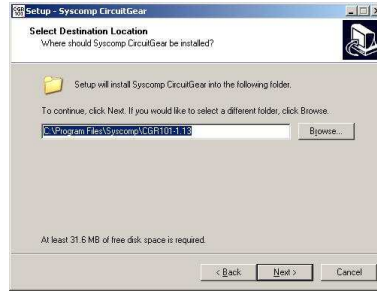 CGR
101
Setup - Syscomp CircuitGear
Select Destination Location
Where should Syscomp CircuitGear be installed?
Setup will install Syscomp CircuitGear into the following folder.
To continue, click Next. If you would like to select a different folder, click Browse.
C:\Program Files\Syscomp\CGR101-1.13
Browse...
At least 31.6 MB of free disk space is required.
< Back
Next >
Cancel